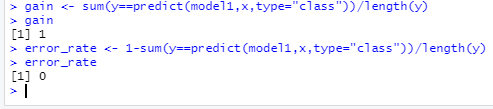 > gain <- sum(y==predict(model1,x,type="class"))/length(y)
> gain
[1] 1
> error_rate <- 1-sum(y==predict(model1,x,type="class"))/length(y)
> error_rate
[1] 0
>